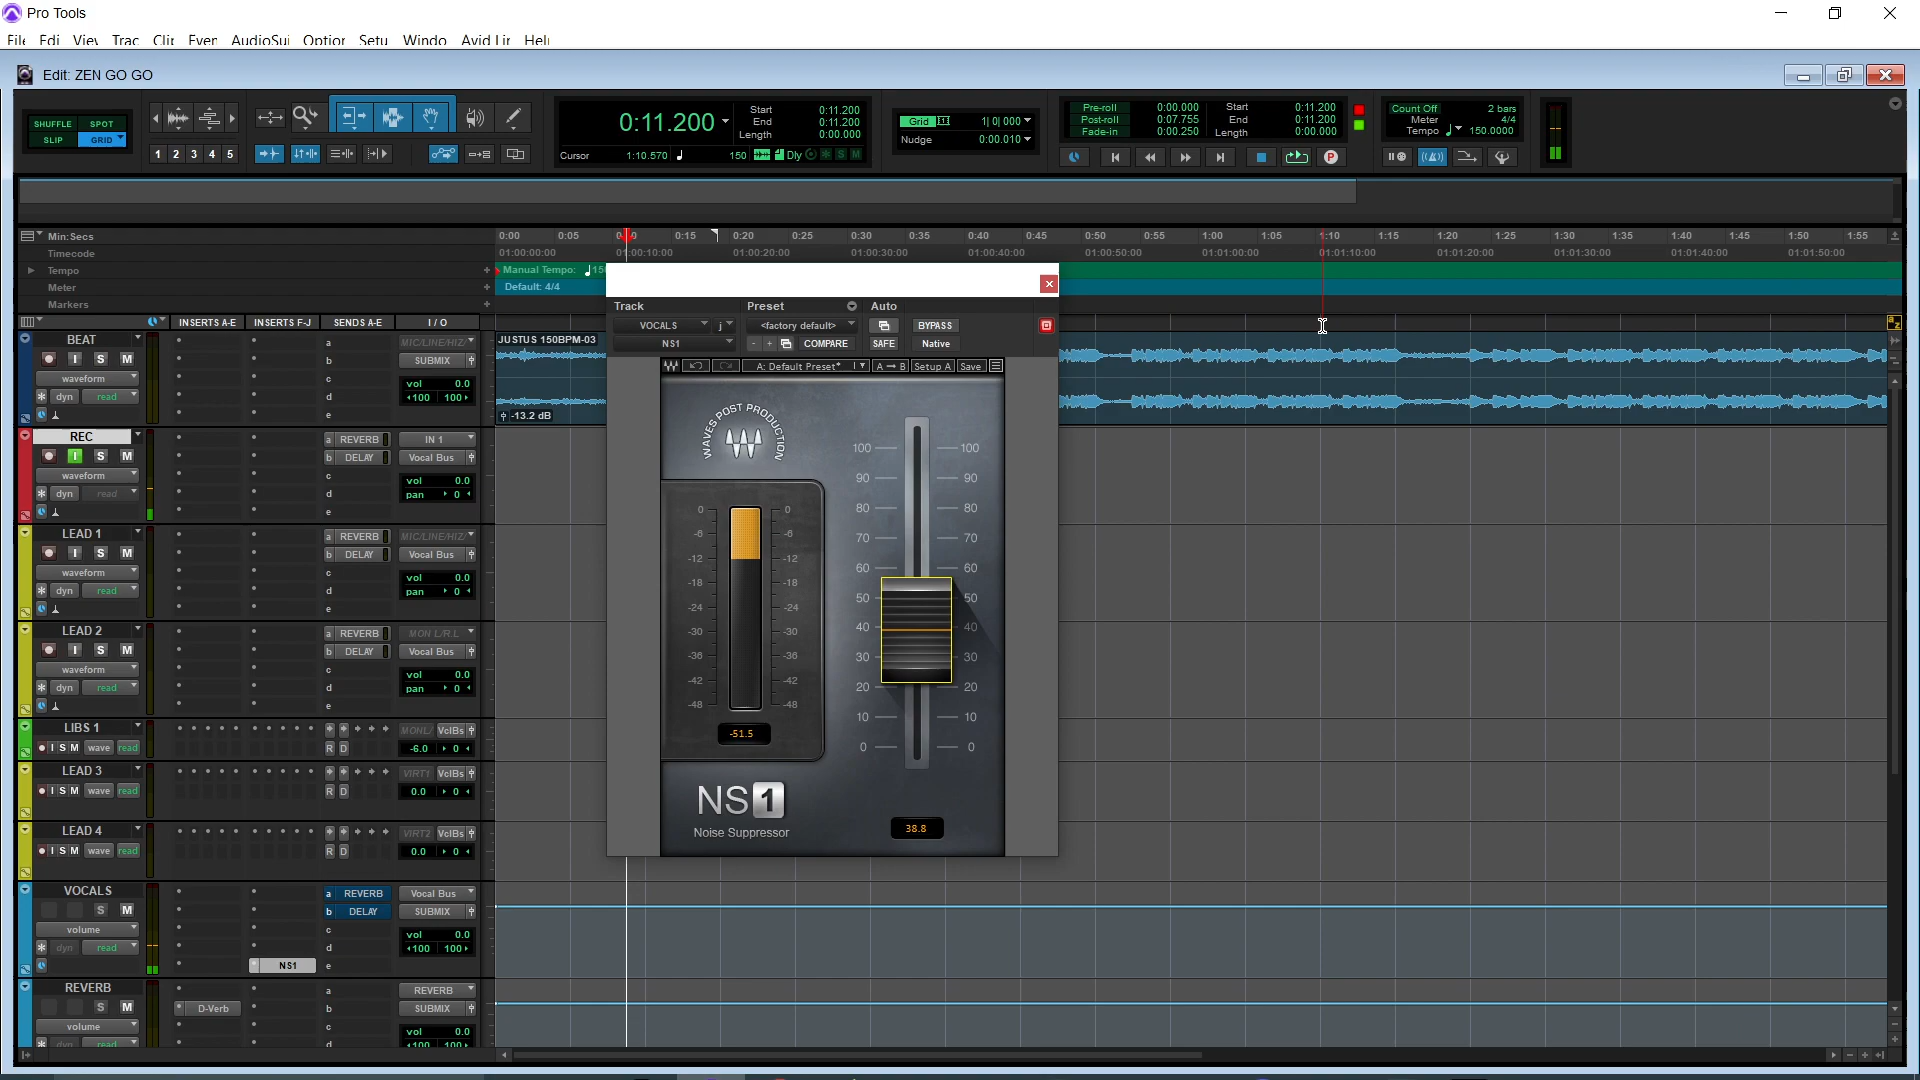 Pro Tools
File Edi View Trac Clip Even AudioSui Option Setu Windo Avid Lin Help
Edit: ZEN GO GO
SHUFFLE SPOT
SLIP GRID
1 2 3 4 5
0:11.200
Start 0:11.200
End 0:11.200
Length 0:00.000
Cursor 1:10.570 150 Dly S M
Grid 1| 0| 000
Nudge 0:00.010
Pre-roll 0:00.000
Post-roll 0:07.755
Fade-in 0:00.250
Start 0:11.200
End 0:11.200
Length 0:00.000
P
Count Off 2 bars
Meter 4/4
Tempo 150.0000
Min:Secs 0:00 0:05 0:10 0:15 0:20 0:25 0:30 0:35 0:40 0:45 0:50 0:55 1:00 1:05 1:10 1:15 1:20 1:25 1:30 1:35 1:40 1:45 1:50 1:55
Timecode 01:00:00:00 01:00:10:00 01:00:20:00 01:00:30:00 01:00:40:00 01:00:50:00 01:01:00:00 01:01:10:00 01:01:20:00 01:01:30:00 01:01:40:00 01:01:50:00
Tempo + Manual Tempo: 15
Meter + Default: 4/4
Markers +
INSERTS A-E INSERTS F-J SENDS A-E I / O
BEAT a MIC/LINE/HIZ/
I S M b SUBMIX
waveform c vol 0.0
dyn read d 100 100
e
JUSTUS 150BPM-03
-13.2 dB
REC a REVERB IN 1
I S M b DELAY Vocal Bus
waveform c vol 0.0
dyn read d pan 0
e
LEAD 1 a REVERB MIC/LINE/HIZ/
I S M b DELAY Vocal Bus
waveform c vol 0.0
dyn read d pan 0
e
LEAD 2 a REVERB MON L/R.L
I S M b DELAY Vocal Bus
waveform c vol 0.0
dyn read d pan 0
e
LIBS 1 MONL/ VclBs
I S M wave read R D -6.0 0
LEAD 3 VIRT1 VclBs
I S M wave read R D 0.0 0
LEAD 4 VIRT2 VclBs
I S M wave read R D 0.0 0
VOCALS a REVERB Vocal Bus
S M b DELAY SUBMIX
volume c vol 0.0
dyn read d 100 100
NS1 e
REVERB a REVERB
S M D-Verb b SUBMIX
volume c vol 0.0
dyn read d 100 100
Track Preset Auto
VOCALS j <factory default> BYPASS
NS1 - + COMPARE SAFE Native
A: Default Preset* A B Setup A Save
WAVES POST PRODUCTION
0 0
-6 -6
-12 -12
-18 -18
-24 -24
-30 -30
-36 -36
-42 -42
-48 -48
-51.5
100 100
90 90
80 80
70 70
60 60
50 50
40 40
30 30
20 20
10 10
0 0
38.8
NS1
Noise Suppressor